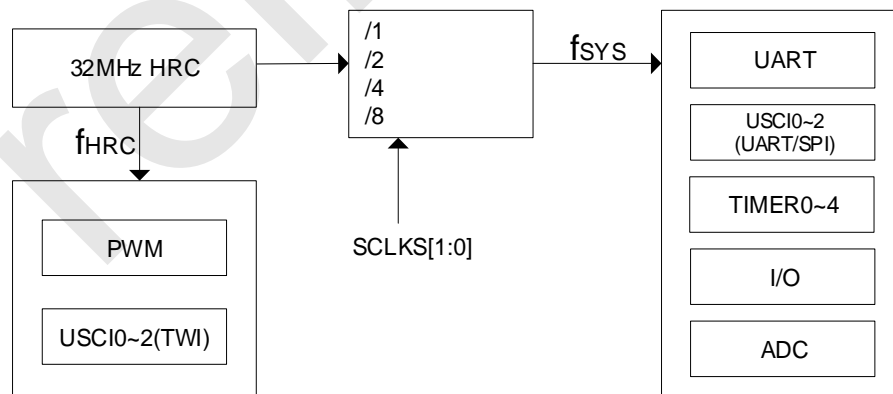 32MHz HRC
fHRC
PWM
USCI0~2(TWI)
/1
/2
/4
/8
SCLKS[1:0]
fSYS
UART
USCI0~2
(UART/SPI)
TIMER0~4
I/O
ADC